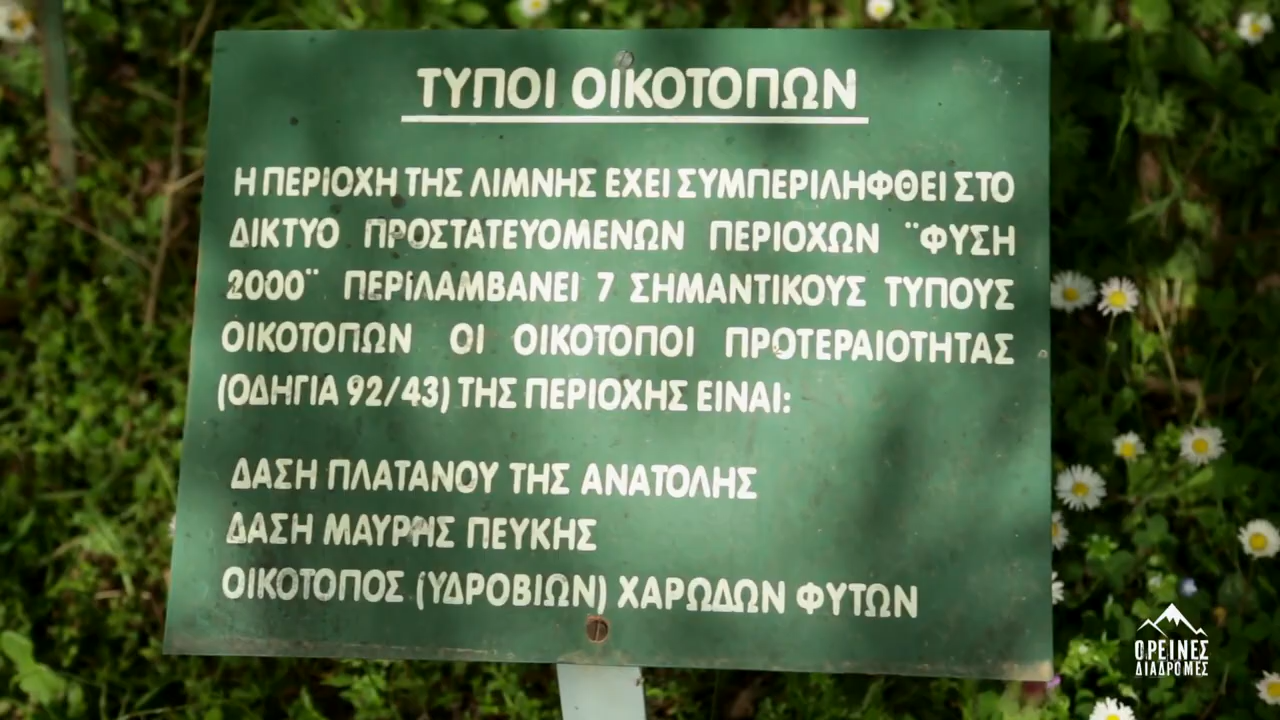 ΤΥΠΟΙ ΟΙΚΟΤΟΠΩΝ
Η ΠΕΡΙΟΧΗ ΤΗΣ ΛΙΜΝΗΣ ΕΧΕΙ ΣΥΜΠΕΡΙΛΗΦΘΕΙ ΣΤΟ
ΔΙΚΤΥΟ ΠΡΟΣΤΑΤΕΥΟΜΕΝΩΝ ΠΕΡΙΟΧΩΝ ¨ΦΥΣΗ
2000¨ ΠΕΡΙΛΑΜΒΑΝΕΙ 7 ΣΗΜΑΝΤΙΚΟΥΣ ΤΥΠΟΥΣ
ΟΙΚΟΤΟΠΩΝ ΟΙ ΟΙΚΟΤΟΠΟΙ ΠΡΟΤΕΡΑΙΟΤΗΤΑΣ
(ΟΔΗΓΙΑ 92/43) ΤΗΣ ΠΕΡΙΟΧΗΣ ΕΙΝΑΙ:
ΔΑΣΗ ΠΛΑΤΑΝΟΥ ΤΗΣ ΑΝΑΤΟΛΗΣ
ΔΑΣΗ ΜΑΥΡΗΣ ΠΕΥΚΗΣ
ΟΙΚΟΤΟΠΟΣ (ΥΔΡΟΒΙΩΝ) ΧΑΡΩΔΩΝ ΦΥΤΩΝ
ΟΡΕΙΝΕΣ
ΔΙΑΔΡΟΜΕΣ